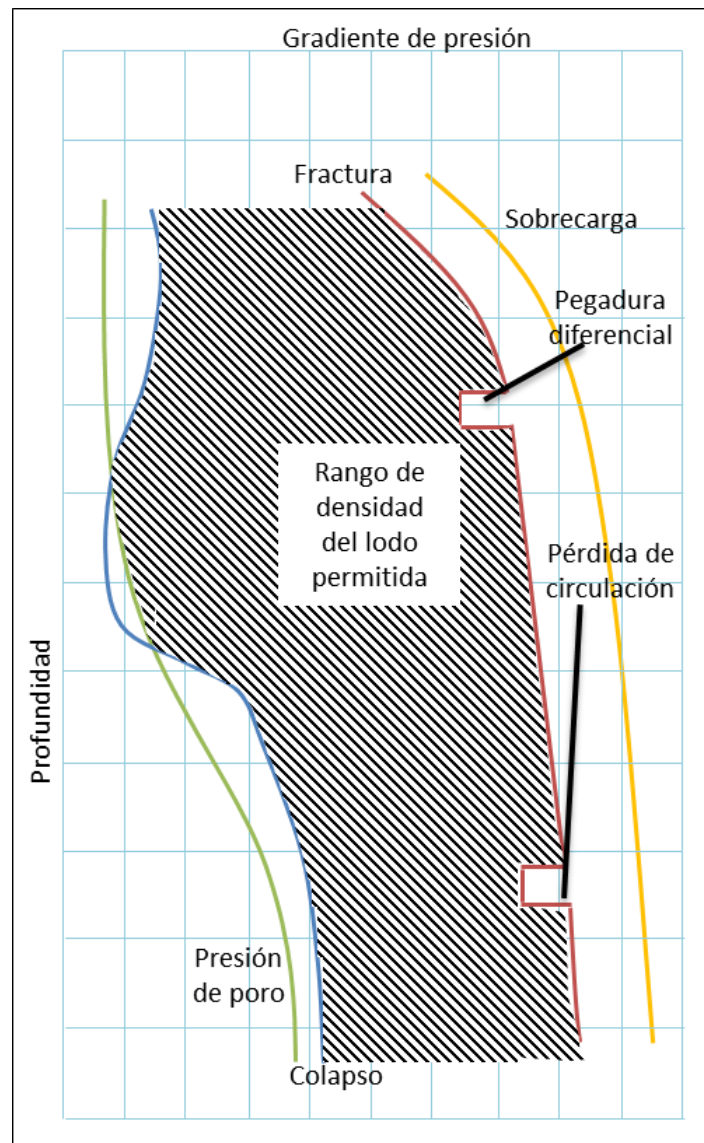 Gradiente de presión
Fractura
Sobrecarga
Pegadura
diferencial
Rango de
densidad
del lodo
permitida
Pérdida de
circulación
Profundidad
Presión
de poro
Colapso